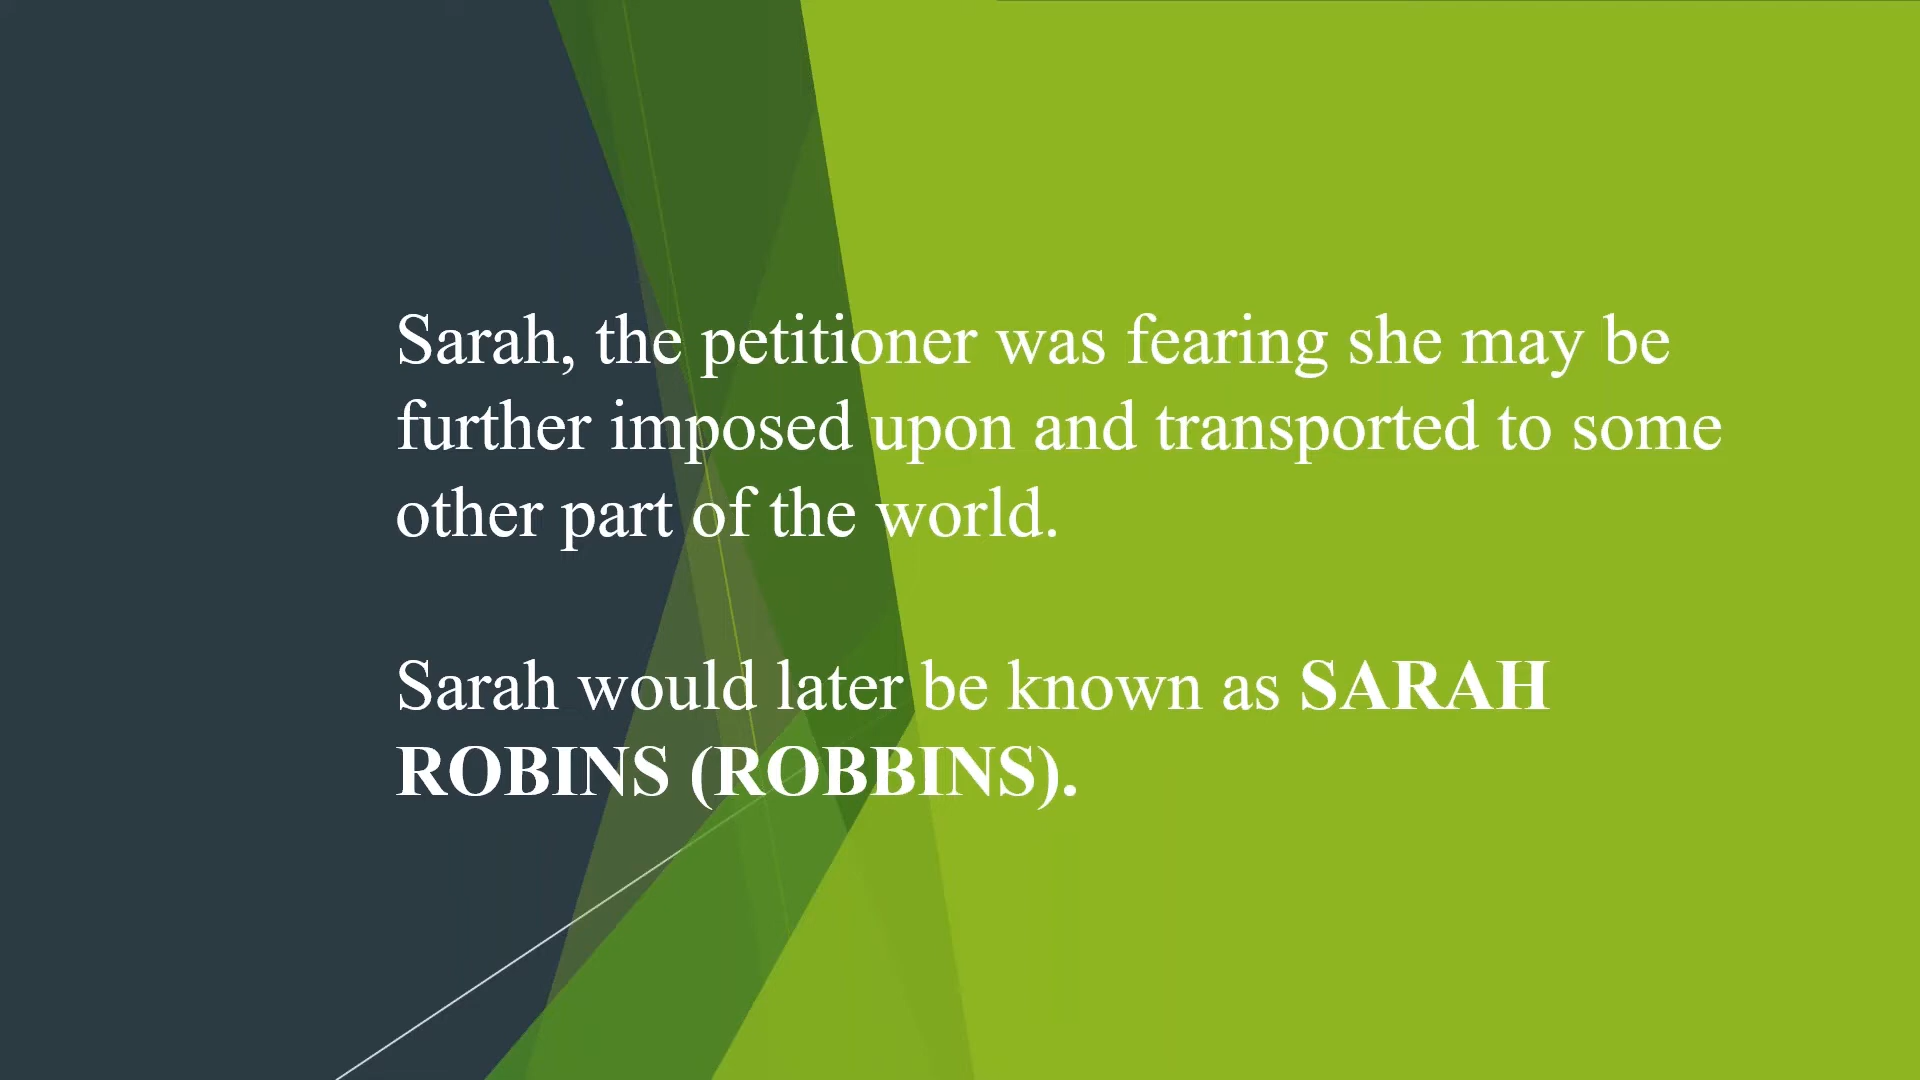 Sarah, the petitioner was fearing she may be
further imposed upon and transported to some
other part of the world.
Sarah would later be known as SARAH
ROBINS (ROBBINS).